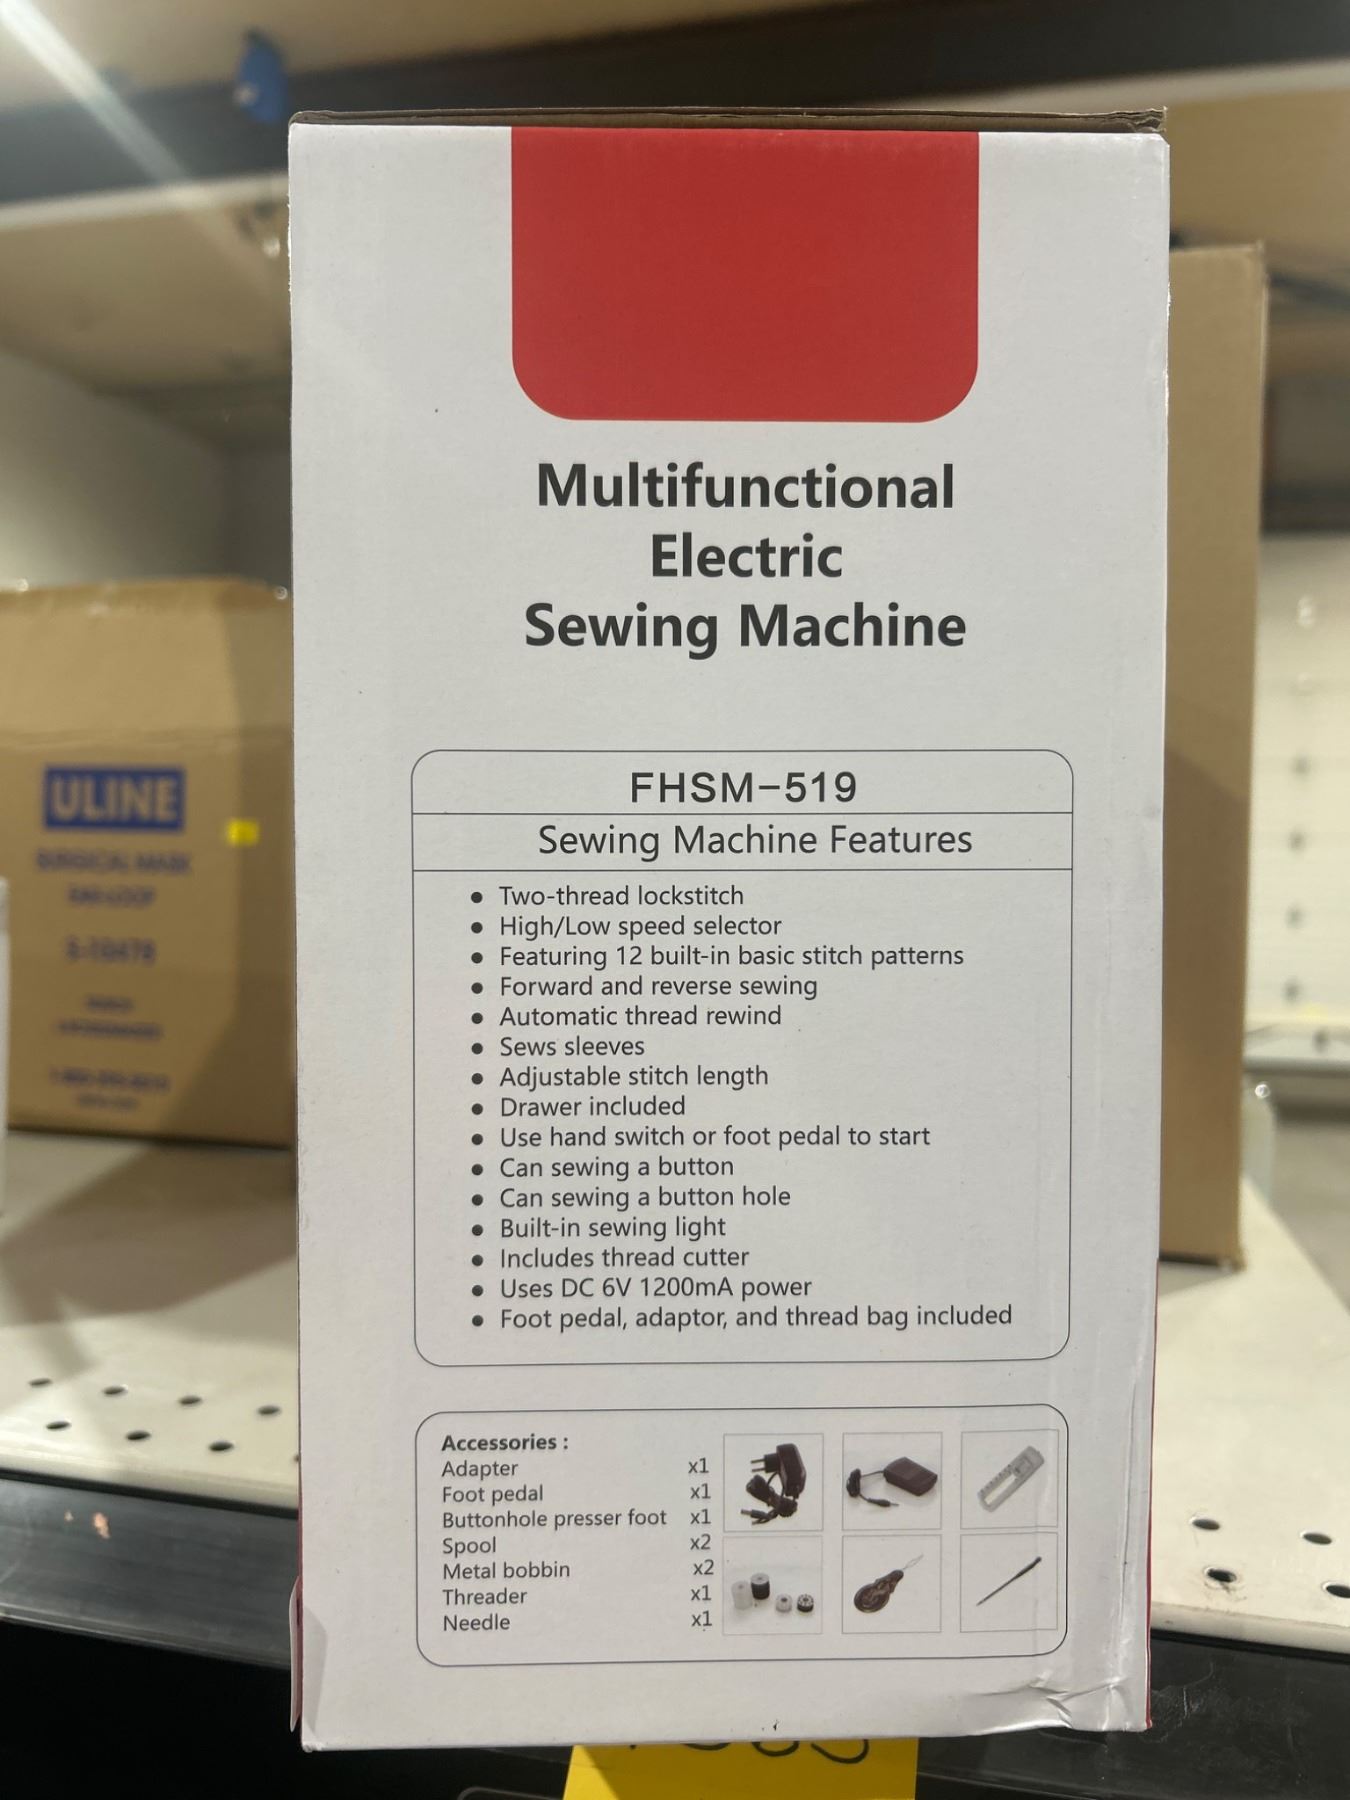 Multifunctional
Electric
Sewing Machine
FHSM-519
Sewing Machine Features
• Two-thread lockstitch
• High/Low speed selector
• Featuring 12 built-in basic stitch patterns
• Forward and reverse sewing
• Automatic thread rewind
• Sews sleeves
• Adjustable stitch length
• Drawer included
• Use hand switch or foot pedal to start
• Can sewing a button
• Can sewing a button hole
• Built-in sewing light
• Includes thread cutter
• Uses DC 6V 1200mA power
• Foot pedal, adaptor, and thread bag included
Accessories :
Adapter x1
Foot pedal x1
Buttonhole presser foot x1
Spool x2
Metal bobbin x2
Threader x1
Needle x1
ULINE
SURGICAL MASK
EAR-LOOP